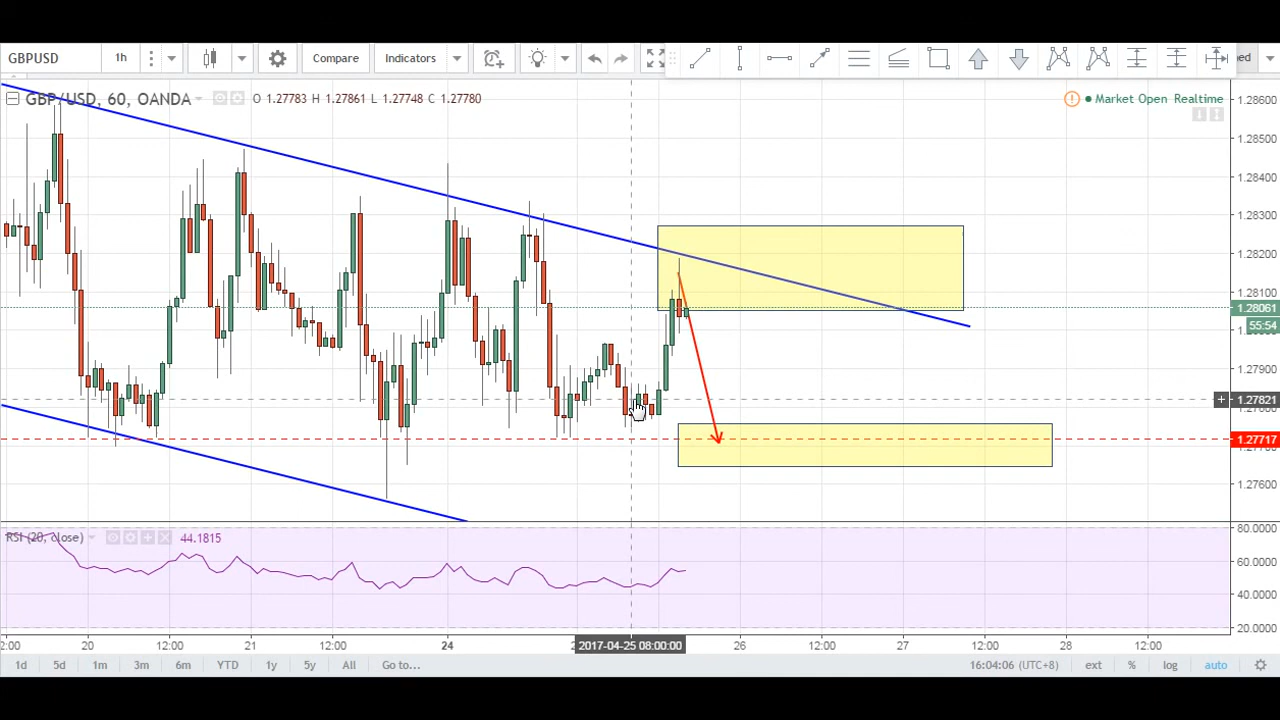 GBPUSD 1h Compare Indicators
GBP/USD, 60, OANDA O 1.27783 H 1.27861 L 1.27748 C 1.27780
Market Open Realtime
1.28600
1.28500
1.28400
1.28300
1.28200
1.28100
1.28061
55:54
1.27900
1.27821
1.27717
1.27600
RSI (20, close) 44.1815
80.0000
60.0000
40.0000
20.0000
2:00 20 12:00 21 12:00 24 2017-04-25 08:00:00 26 12:00 27 12:00 28 12:00
1d 5d 1m 3m 6m YTD 1y 5y All Go to... 16:04:06 (UTC+8) ext % log auto